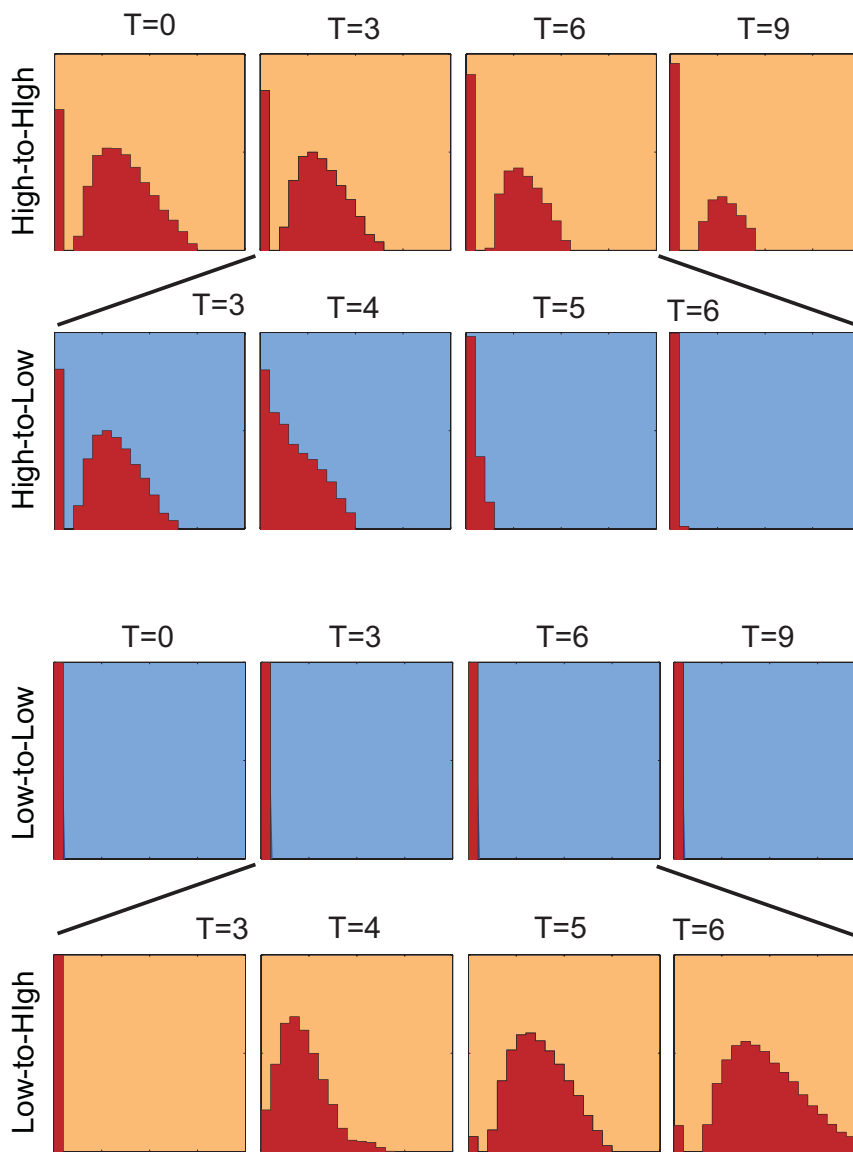 T=0 T=3 T=6 T=9
High-to-HIgh
T=3 T=4 T=5 T=6
High-to-Low
T=0 T=3 T=6 T=9
Low-to-Low
T=3 T=4 T=5 T=6
Low-to-HIgh